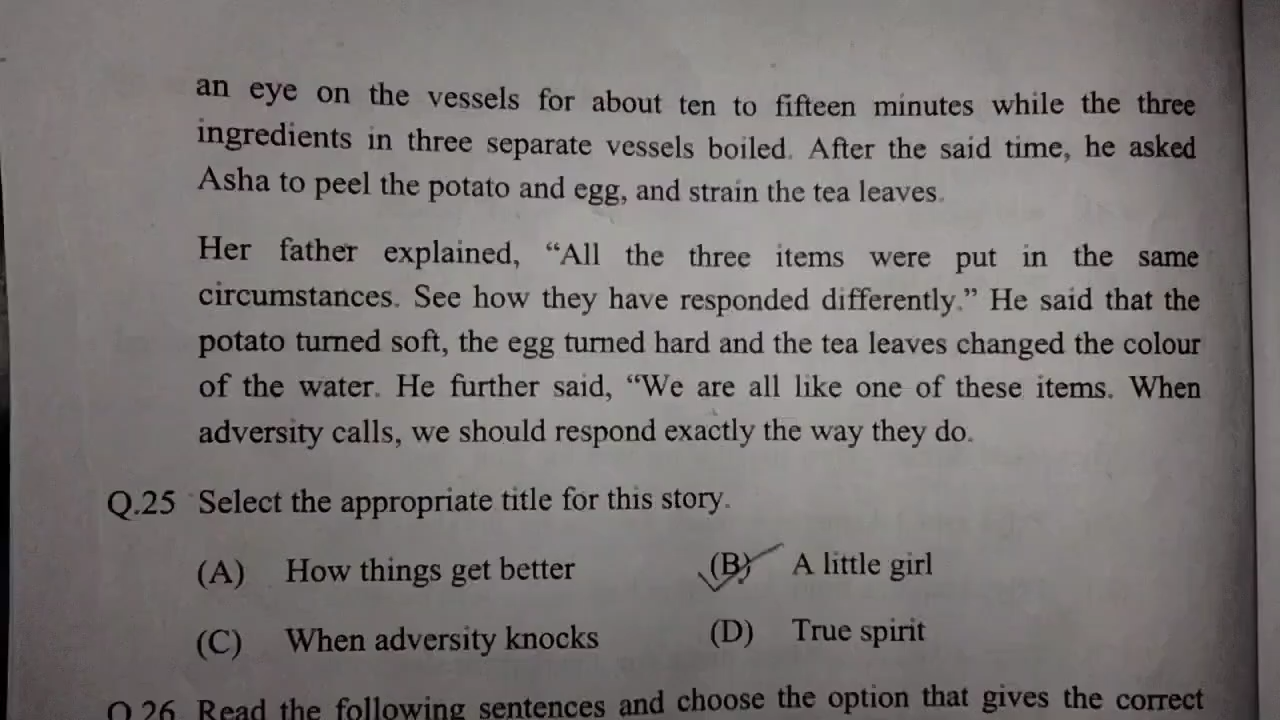 an eye on the vessels for about ten to fifteen minutes while the three
ingredients in three separate vessels boiled. After the said time, he asked
Asha to peel the potato and egg, and strain the tea leaves.
Her father explained, “All the three items were put in the same
circumstances. See how they have responded differently.” He said that the
potato turned soft, the egg turned hard and the tea leaves changed the colour
of the water. He further said, “We are all like one of these items. When
adversity calls, we should respond exactly the way they do.
Q.25 Select the appropriate title for this story.
(A) How things get better (B) A little girl
(C) When adversity knocks (D) True spirit
Q.26 Read the following sentences and choose the option that gives the correct